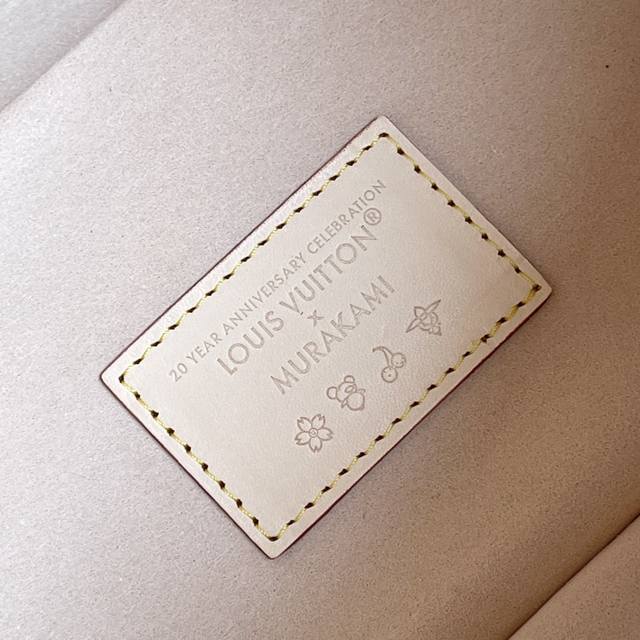 20 YEAR ANNIVERSARY CELEBRATION
LOUIS VUITTON®
×
MURAKAMI